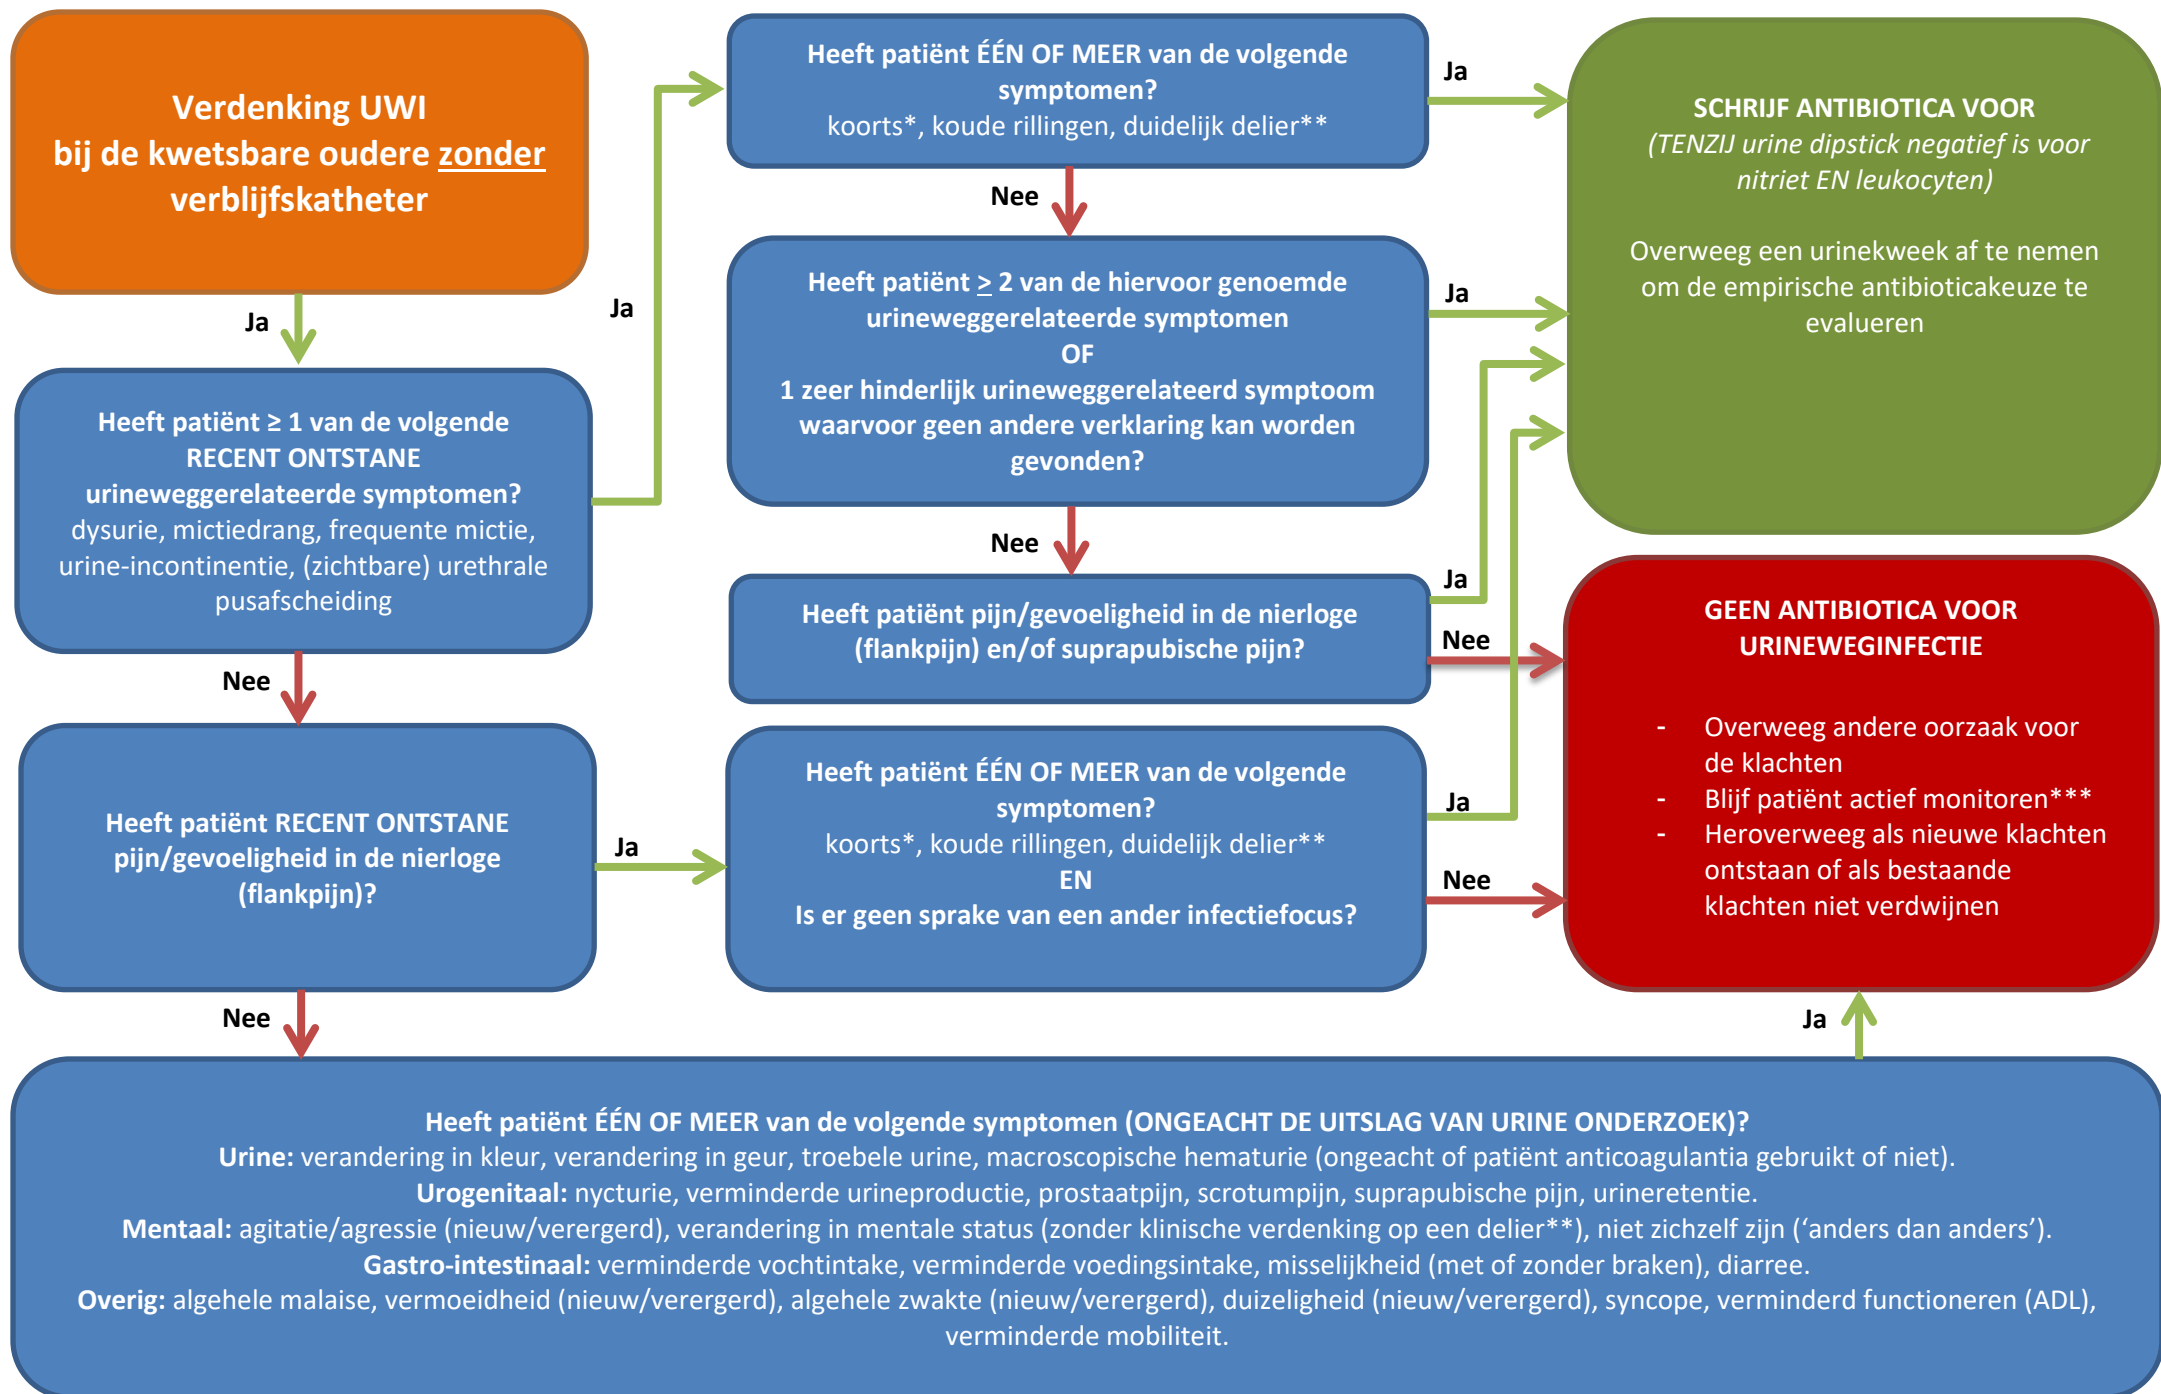 Verdenking UWI
bij de kwetsbare oudere zonder
verblijfskatheter
Ja
Heeft patiënt ≥ 1 van de volgende
RECENT ONTSTANE
urineweggerelateerde symptomen?
dysurie, mictiedrang, frequente mictie,
urine-incontinentie, (zichtbare) urethrale
pusafscheiding
Ja
Nee
Heeft patiënt RECENT ONTSTANE
pijn/gevoeligheid in de nierloge
(flankpijn)?
Ja
Nee
Heeft patiënt ÉÉN OF MEER van de volgende
symptomen?
koorts*, koude rillingen, duidelijk delier**
Ja
Nee
Heeft patiënt ≥ 2 van de hiervoor genoemde
urineweggerelateerde symptomen
OF
1 zeer hinderlijk urineweggerelateerd symptoom
waarvoor geen andere verklaring kan worden
gevonden?
Ja
Nee
Heeft patiënt pijn/gevoeligheid in de nierloge
(flankpijn) en/of suprapubische pijn?
Ja
Nee
Heeft patiënt ÉÉN OF MEER van de volgende
symptomen?
koorts*, koude rillingen, duidelijk delier**
EN
Is er geen sprake van een ander infectiefocus?
Ja
Nee
SCHRIJF ANTIBIOTICA VOOR
(TENZIJ urine dipstick negatief is voor
nitriet EN leukocyten)
Overweeg een urinekweek af te nemen
om de empirische antibioticakeuze te
evalueren
GEEN ANTIBIOTICA VOOR
URINEWEGINFECTIE
- Overweeg andere oorzaak voor
de klachten
- Blijf patiënt actief monitoren***
- Heroverweeg als nieuwe klachten
ontstaan of als bestaande
klachten niet verdwijnen
Ja
Heeft patiënt ÉÉN OF MEER van de volgende symptomen (ONGEACHT DE UITSLAG VAN URINE ONDERZOEK)?
Urine: verandering in kleur, verandering in geur, troebele urine, macroscopische hematurie (ongeacht of patiënt anticoagulantia gebruikt of niet).
Urogenitaal: nycturie, verminderde urineproductie, prostaatpijn, scrotumpijn, suprapubische pijn, urineretentie.
Mentaal: agitatie/agressie (nieuw/verergerd), verandering in mentale status (zonder klinische verdenking op een delier**), niet zichzelf zijn (‘anders dan anders’).
Gastro-intestinaal: verminderde vochtintake, verminderde voedingsintake, misselijkheid (met of zonder braken), diarree.
Overig: algehele malaise, vermoeidheid (nieuw/verergerd), algehele zwakte (nieuw/verergerd), duizeligheid (nieuw/verergerd), syncope, verminderd functioneren (ADL),
verminderde mobiliteit.